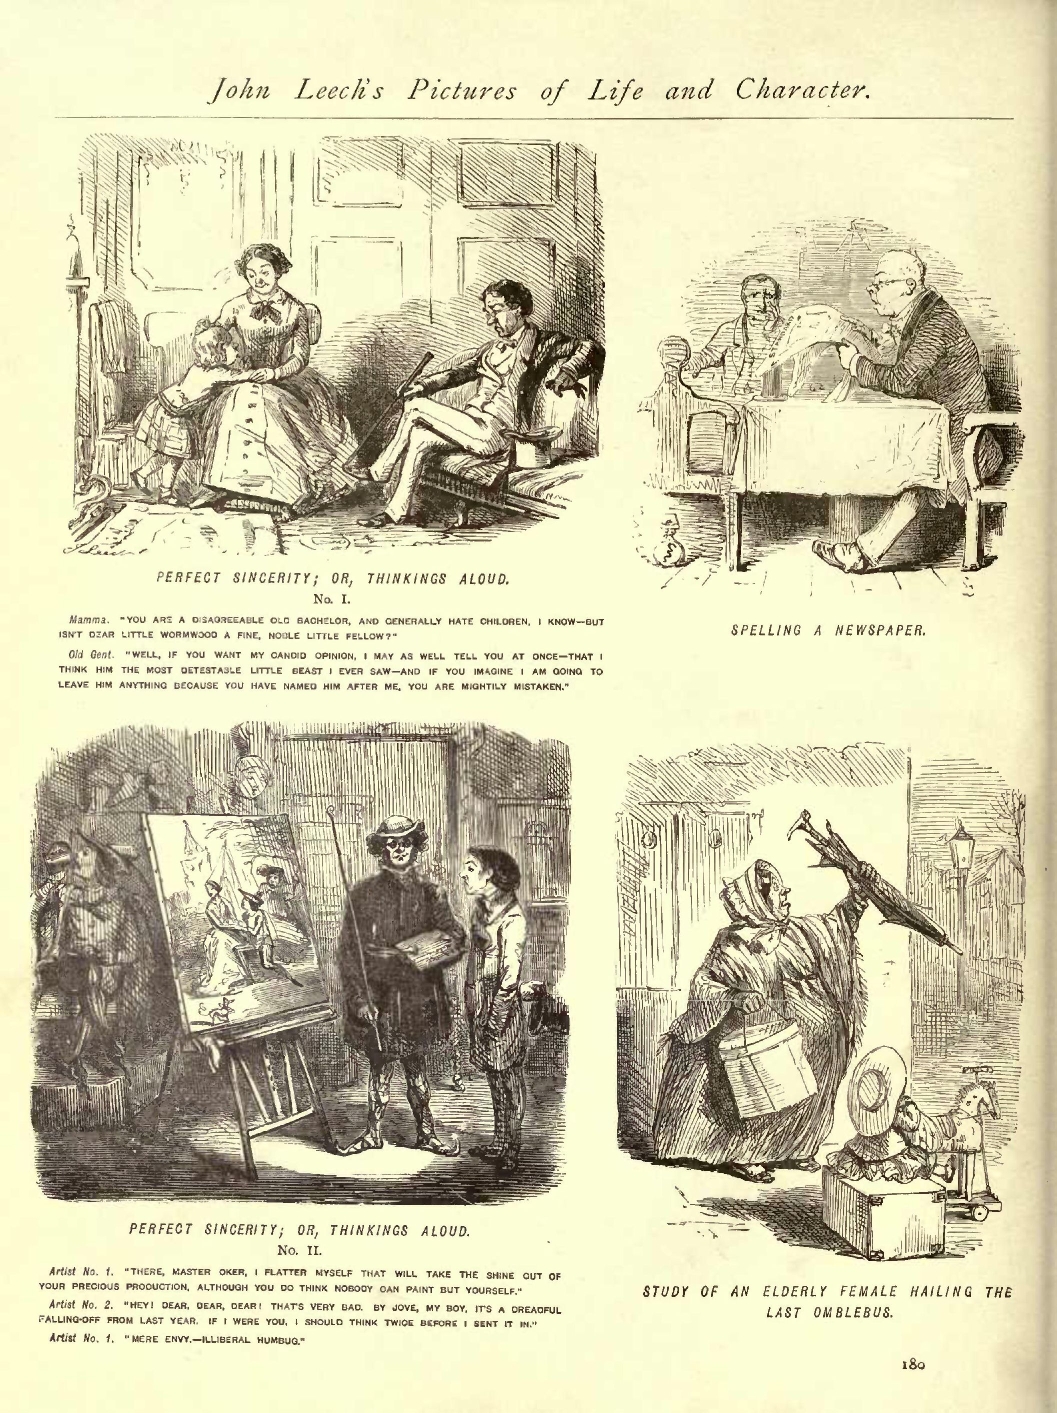 John Leech's Pictures of Life and Character.
J. Leech
PERFECT SINCERITY; OR, THINKINGS ALOUD.
No. I.
Mamma. "YOU ARE A DISAGREEABLE OLD BACHELOR, AND GENERALLY HATE CHILDREN, I KNOW—BUT
ISN'T DEAR LITTLE WORMWOOD A FINE, NOBLE LITTLE FELLOW?"
Old Gent. "WELL, IF YOU WANT MY CANDID OPINION, I MAY AS WELL TELL YOU AT ONCE—THAT I
THINK HIM THE MOST DETESTABLE LITTLE BEAST I EVER SAW—AND IF YOU IMAGINE I AM GOING TO
LEAVE HIM ANYTHING BECAUSE YOU HAVE NAMED HIM AFTER ME, YOU ARE MIGHTILY MISTAKEN."
SPELLING A NEWSPAPER.
PERFECT SINCERITY; OR, THINKINGS ALOUD.
No. II.
Artist No. 1. "THERE, MASTER OKER, I FLATTER MYSELF THAT WILL TAKE THE SHINE OUT OF
YOUR PRECIOUS PRODUCTION, ALTHOUGH YOU DO THINK NOBODY CAN PAINT BUT YOURSELF."
Artist No. 2. "HEY! DEAR, DEAR, DEAR! THAT'S VERY BAD. BY JOVE, MY BOY, IT'S A DREADFUL
FALLING-OFF FROM LAST YEAR. IF I WERE YOU, I SHOULD THINK TWICE BEFORE I SENT IT IN."
Artist No. 1. "MERE ENVY.—ILLIBERAL HUMBUG."
STUDY OF AN ELDERLY FEMALE HAILING THE
LAST OMBLEBUS.
180